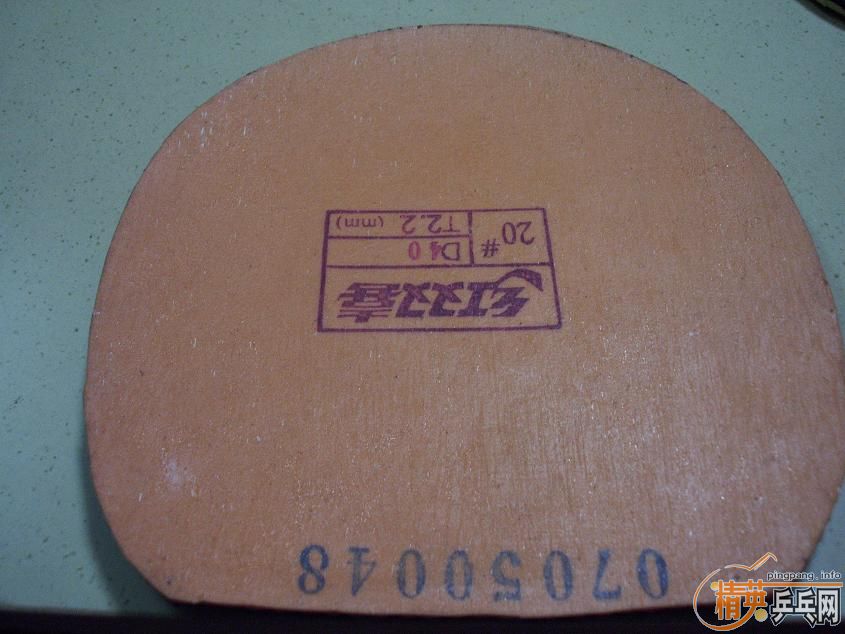 07050048
红双喜
20# D40
T2.2 (mm)
pingpang.info
精英乒乓网